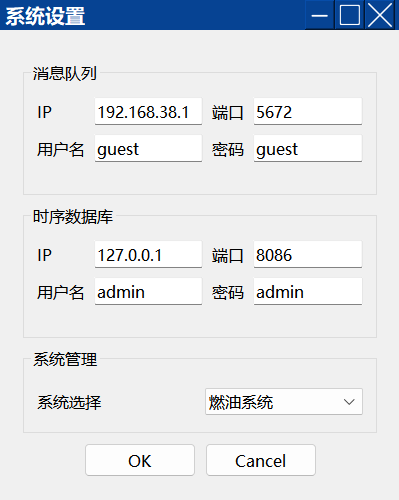 系统设置
消息队列
IP 192.168.38.1 端口 5672
用户名 guest 密码 guest
时序数据库
IP 127.0.0.1 端口 8086
用户名 admin 密码 admin
系统管理
系统选择 燃油系统
OK Cancel